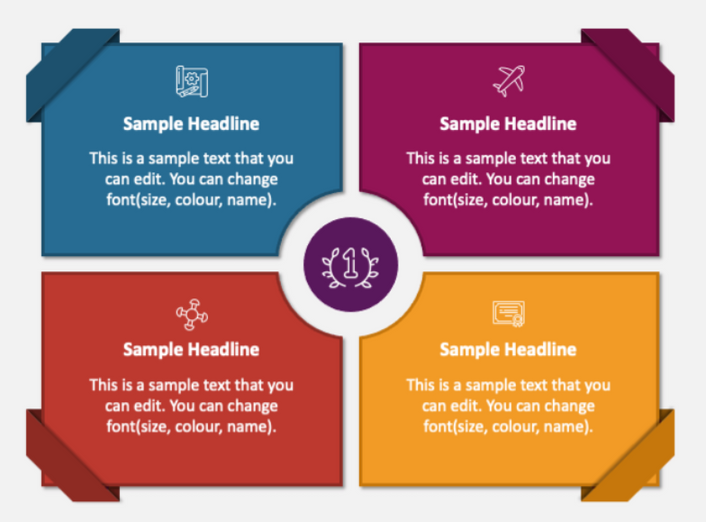 Sample Headline
This is a sample text that you
can edit. You can change
font(size, colour, name).
Sample Headline
This is a sample text that you
can edit. You can change
font(size, colour, name).
1
Sample Headline
This is a sample text that you
can edit. You can change
font(size, colour, name).
Sample Headline
This is a sample text that you
can edit. You can change
font(size, colour, name).